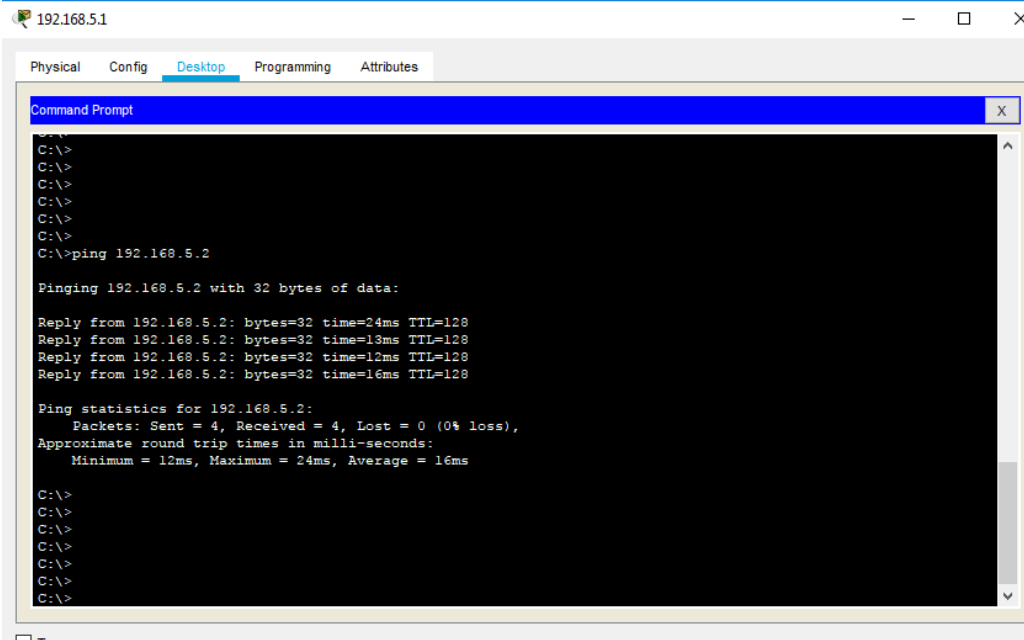 192.168.5.1
Physical Config Desktop Programming Attributes
Command Prompt
X
C:\>
C:\>
C:\>
C:\>
C:\>
C:\>
C:\>ping 192.168.5.2
Pinging 192.168.5.2 with 32 bytes of data:
Reply from 192.168.5.2: bytes=32 time=24ms TTL=128
Reply from 192.168.5.2: bytes=32 time=13ms TTL=128
Reply from 192.168.5.2: bytes=32 time=12ms TTL=128
Reply from 192.168.5.2: bytes=32 time=16ms TTL=128
Ping statistics for 192.168.5.2:
Packets: Sent = 4, Received = 4, Lost = 0 (0% loss),
Approximate round trip times in milli-seconds:
Minimum = 12ms, Maximum = 24ms, Average = 16ms
C:\>
C:\>
C:\>
C:\>
C:\>
C:\>
C:\>